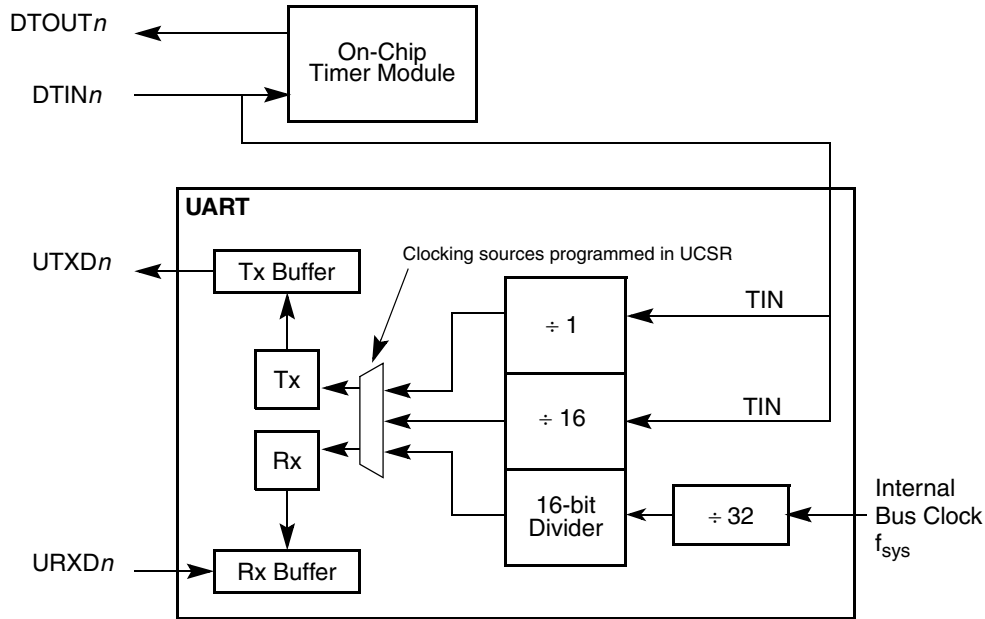 DTOUTn
On-Chip
Timer Module
DTINn
UART
UTXDn
Tx Buffer
Clocking sources programmed in UCSR
÷ 1
TIN
Tx
÷ 16
TIN
Rx
16-bit
Divider
÷ 32
Internal
Bus Clock
fsys
URXDn
Rx Buffer